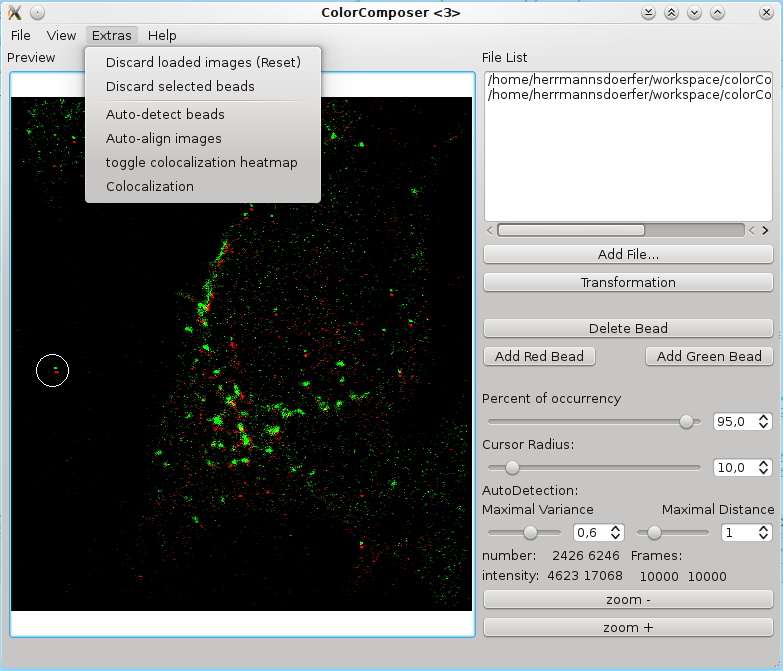 ColorComposer <3>
File View Extras Help
Preview
Discard loaded images (Reset)
Discard selected beads
Auto-detect beads
Auto-align images
toggle colocalization heatmap
Colocalization
File List
/home/herrmannsdoerfer/workspace/colorCo
/home/herrmannsdoerfer/workspace/colorCo
Add File...
Transformation
Delete Bead
Add Red Bead Add Green Bead
Percent of occurrency
95,0
Cursor Radius:
10,0
AutoDetection:
Maximal Variance Maximal Distance
0,6 1
number: 2426 6246 Frames:
intensity: 4623 17068 10000 10000
zoom -
zoom +